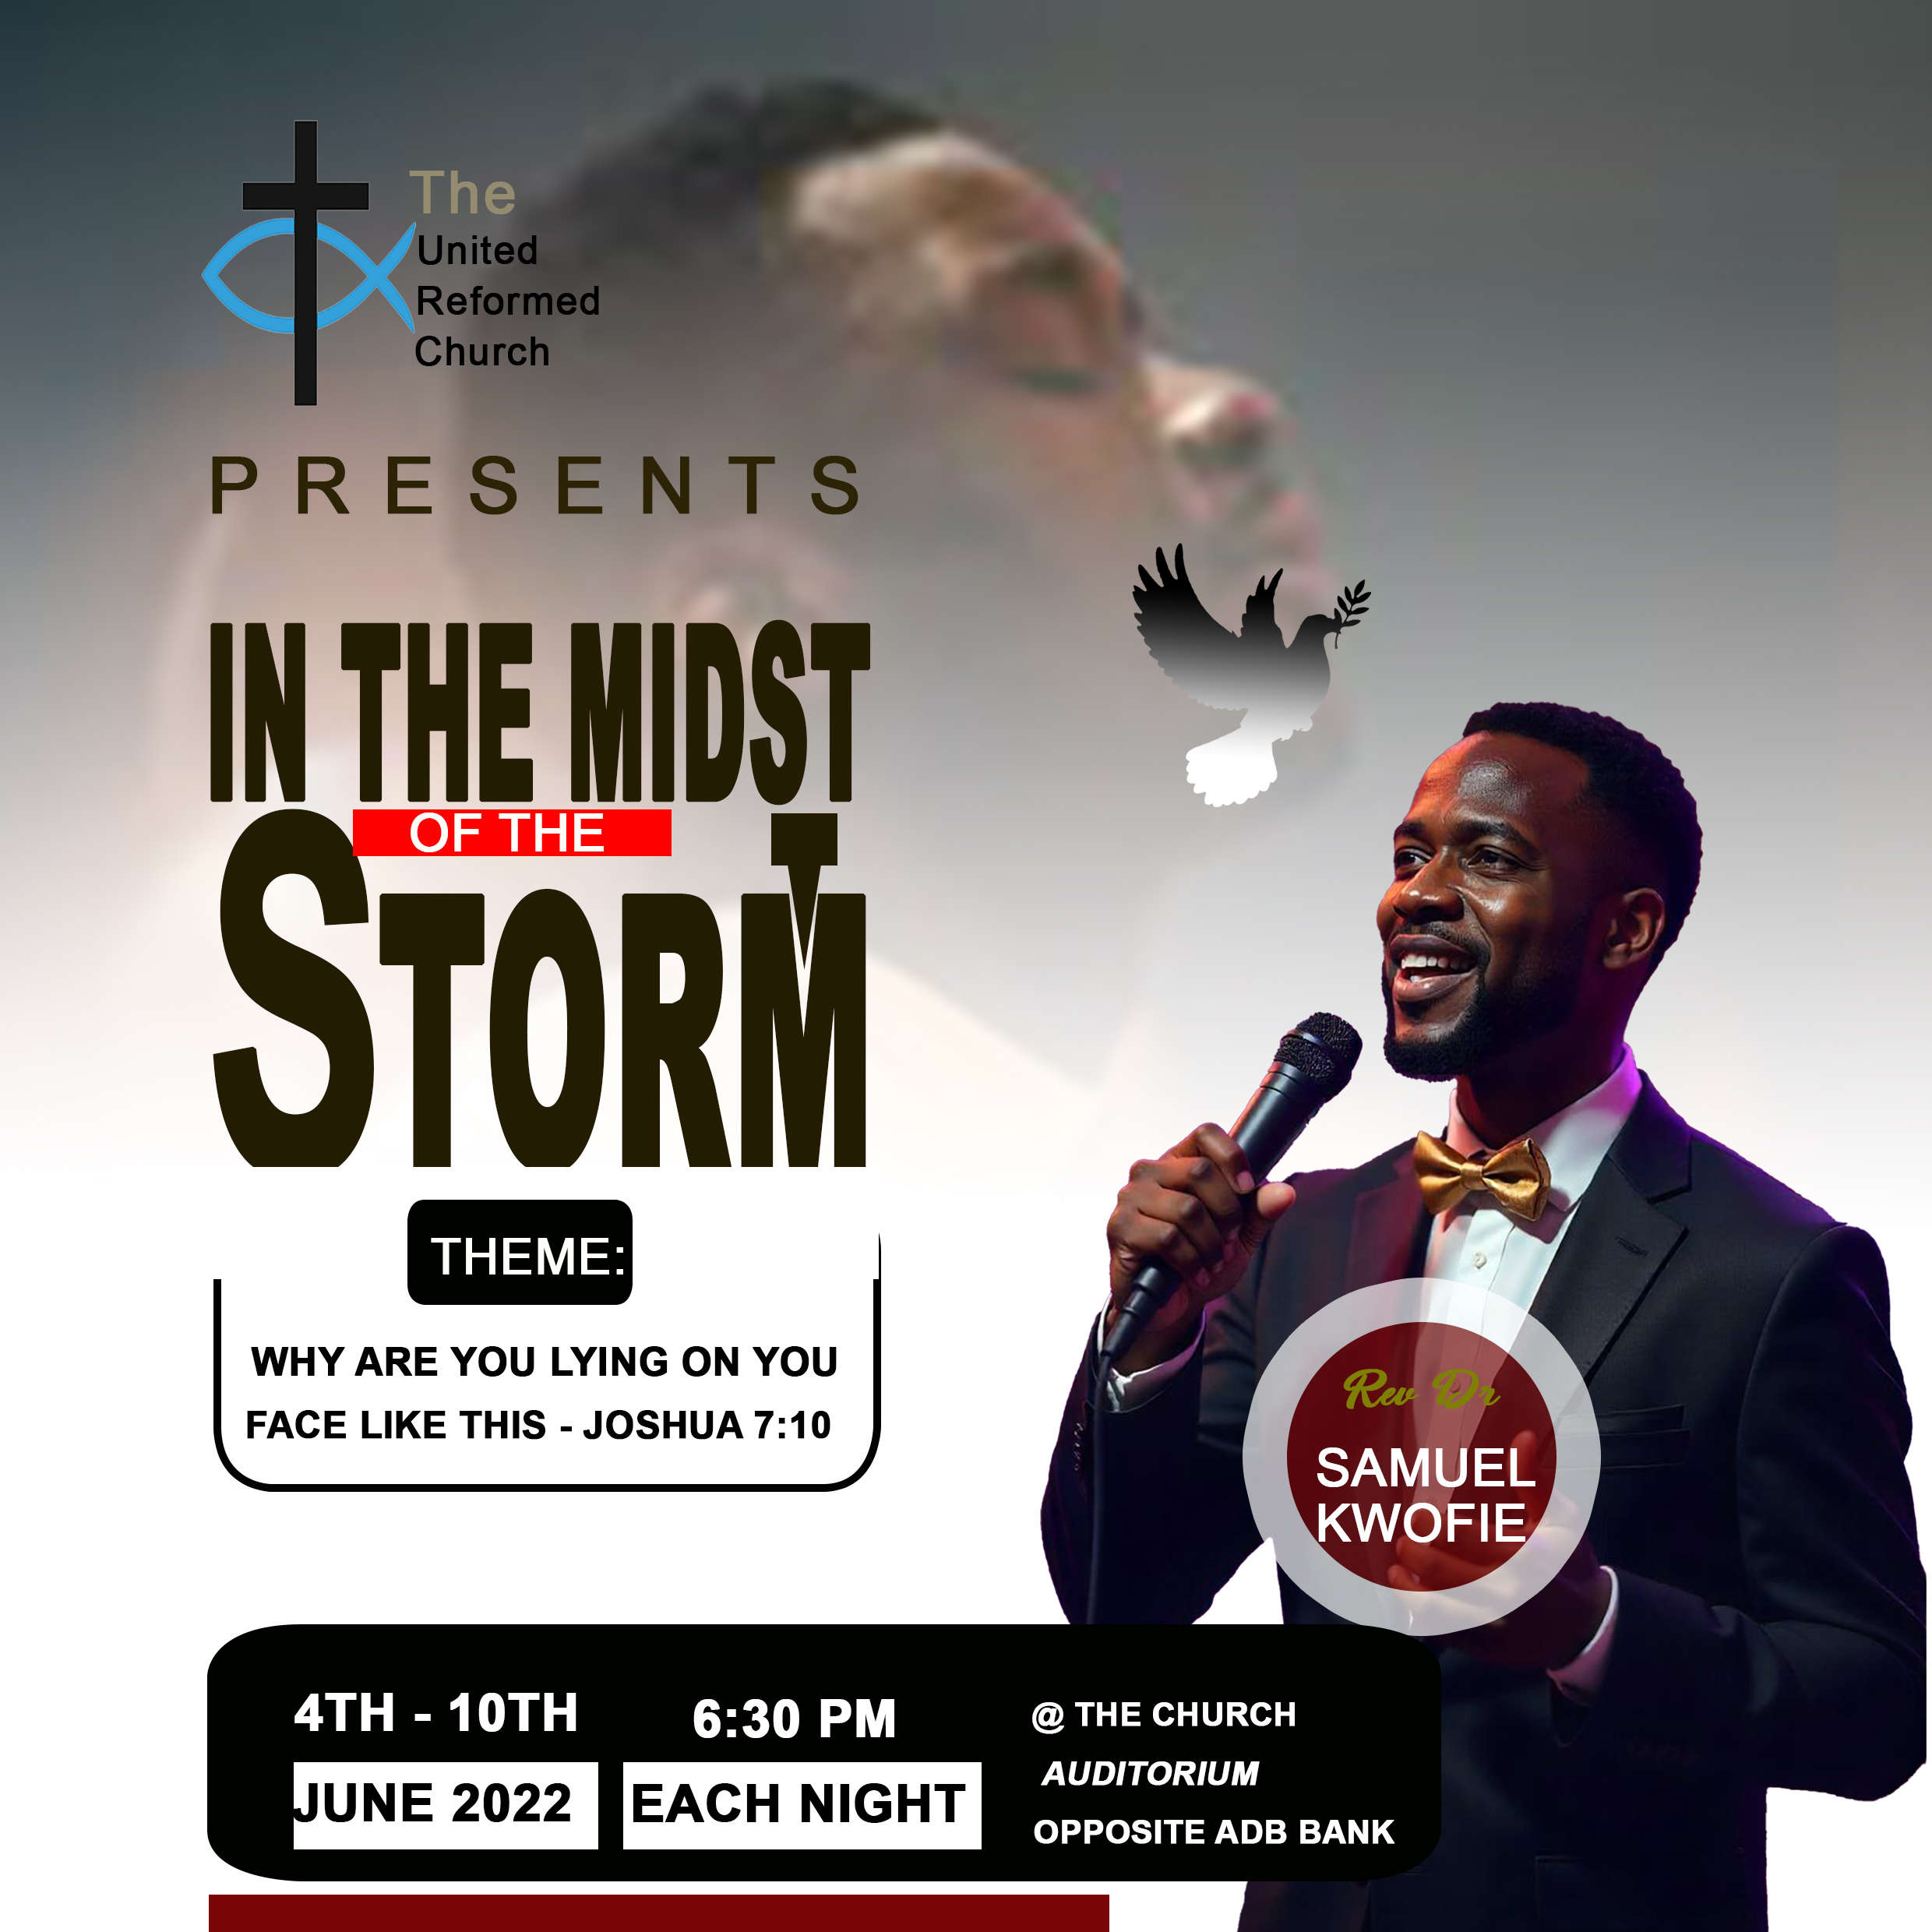 The
United
Reformed
Church
PRESENTS
IN THE MIDST
OF THE
STORM
THEME:
WHY ARE YOU LYING ON YOU
FACE LIKE THIS - JOSHUA 7:10
Rev Dr
SAMUEL
KWOFIE
4TH - 10TH
JUNE 2022
6:30 PM
EACH NIGHT
@ THE CHURCH
AUDITORIUM
OPPOSITE ADB BANK